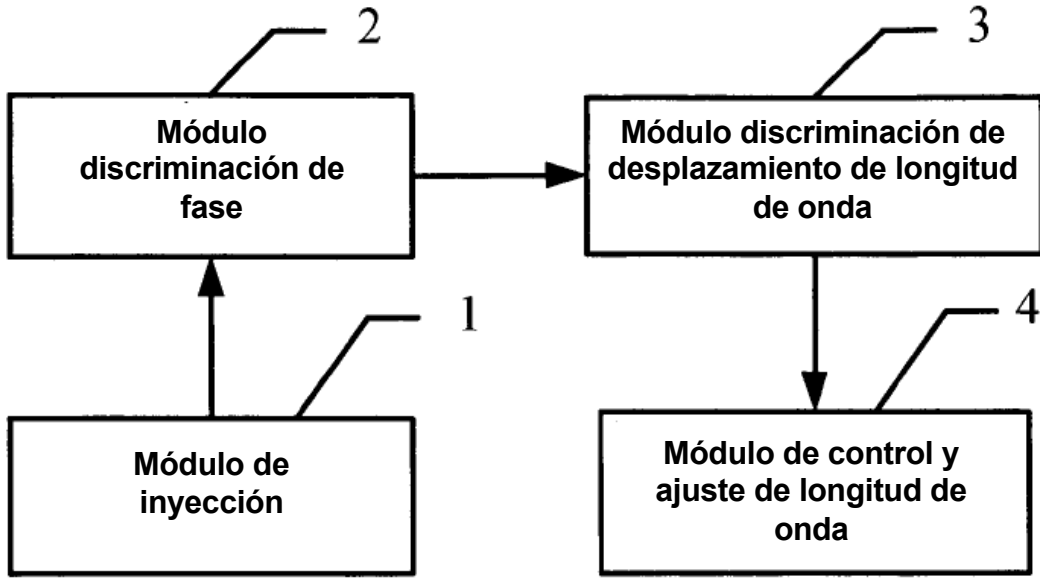 2
3
Módulo
discriminación de
fase
Módulo discriminación de
desplazamiento de longitud
de onda
1
4
Módulo de
inyección
Módulo de control y
ajuste de longitud de
onda